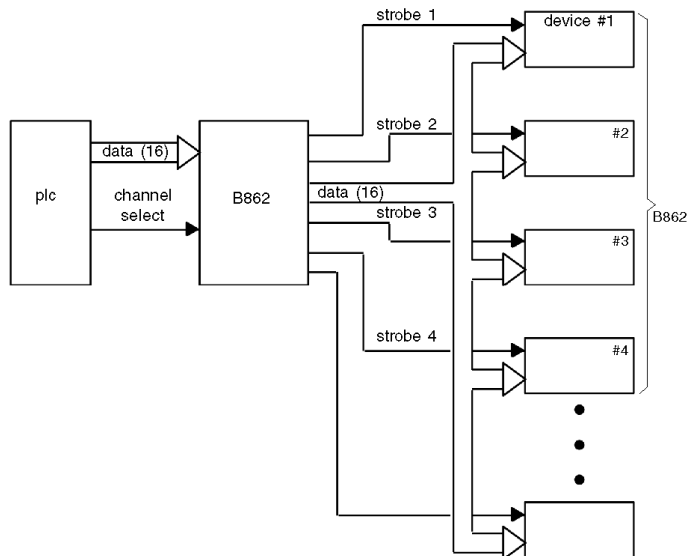 strobe 1
device #1
strobe 2
#2
data (16)
plc
channel
select
B862
data (16)
strobe 3
B862
#3
strobe 4
#4